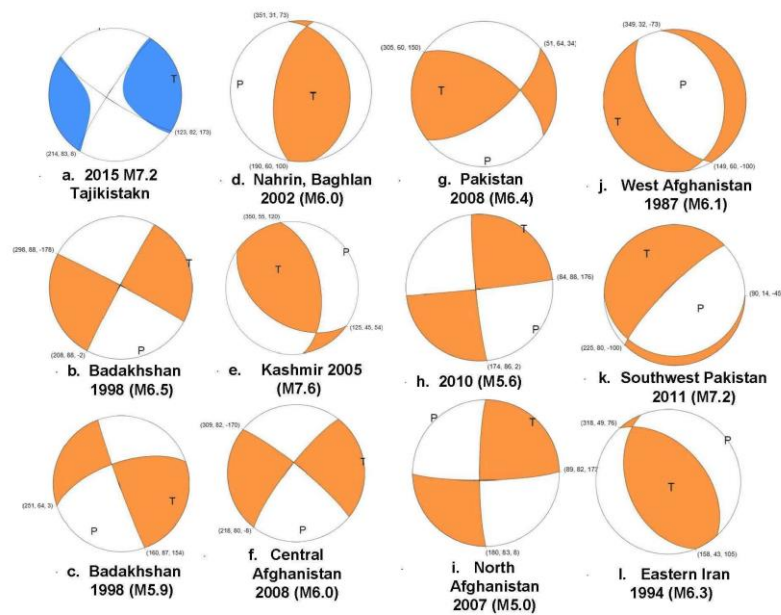 T
(123, 82, 173)
(214, 83, 8)
a. 2015 M7.2
Tajikistakn
(298, 88, -178)
T
P
(208, 88, -2)
b. Badakhshan
1998 (M6.5)
T
(251, 64, 3)
P
(160, 87, 154)
c. Badakhshan
1998 (M5.9)
(351, 31, 73)
P
T
(190, 60, 100)
d. Nahrin, Baghlan
2002 (M6.0)
(350, 55, 120)
P
T
(125, 45, 54)
e. Kashmir 2005
(M7.6)
(309, 82, -170)
T
(218, 80, -8)
P
f. Central
Afghanistan
2008 (M6.0)
(305, 60, 150)
(51, 64, 34)
T
P
g. Pakistan
2008 (M6.4)
T
(84, 88, 176)
P
(174, 86, 2)
h. 2010 (M5.6)
P
T
(89, 82, 173)
(180, 83, 8)
i. North
Afghanistan
2007 (M5.0)
(349, 32, -73)
P
T
(149, 60, -100)
j. West Afghanistan
1987 (M6.1)
T
(90, 14, -40)
P
(225, 80, -100)
k. Southwest Pakistan
2011 (M7.2)
(318, 49, 76)
P
T
(158, 43, 105)
l. Eastern Iran
1994 (M6.3)